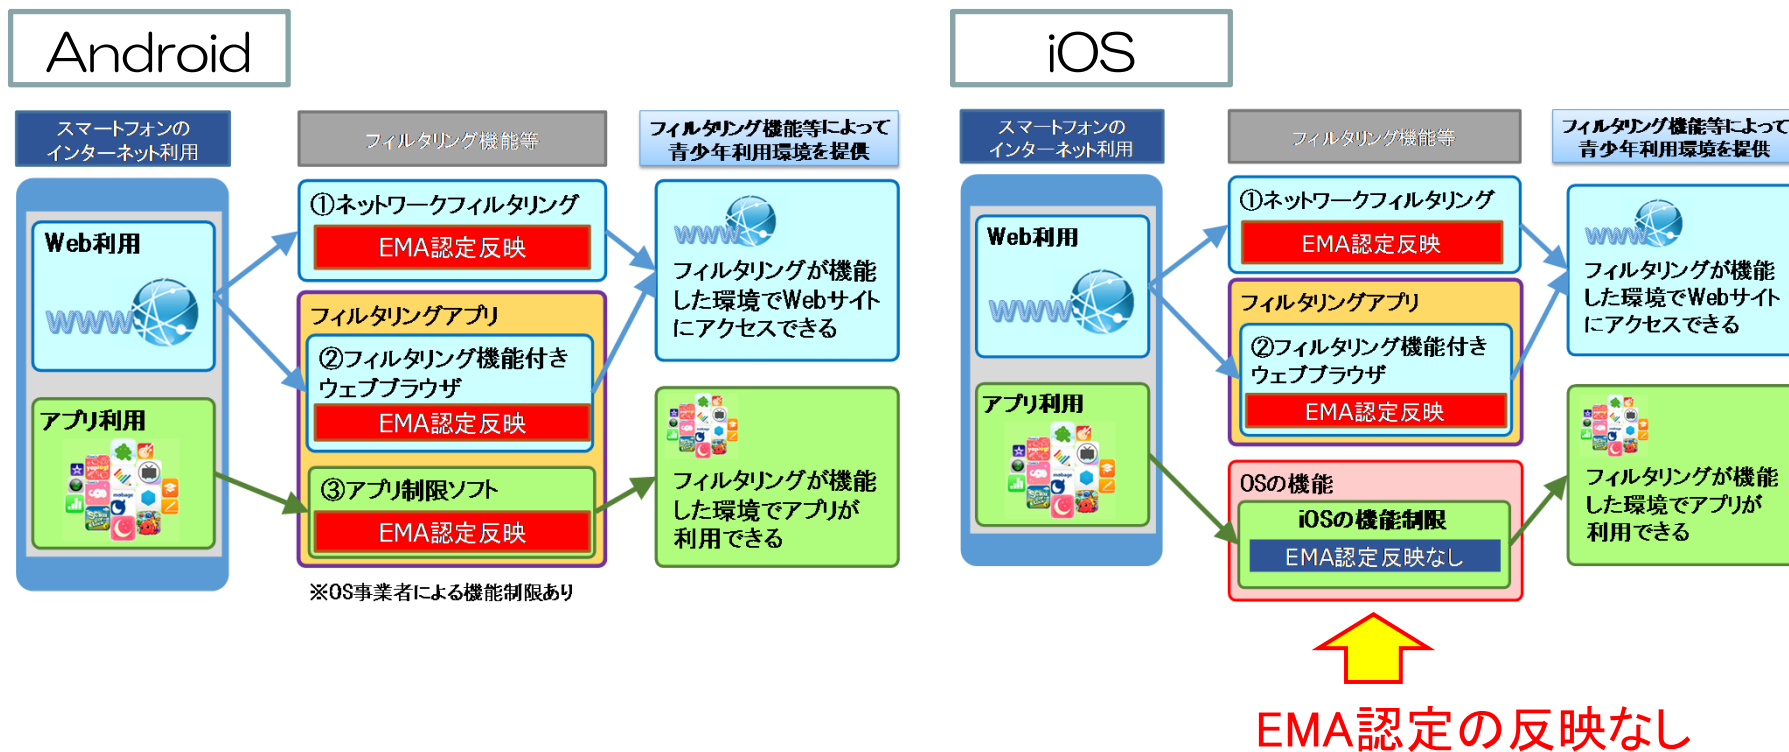 Android
スマートフォンの
インターネット利用
フィルタリング機能等
フィルタリング機能等によって
青少年利用環境を提供
Web利用
WWW
アプリ利用
①ネットワークフィルタリング
EMA認定反映
フィルタリングアプリ
②フィルタリング機能付き
ウェブブラウザ
EMA認定反映
③アプリ制限ソフト
EMA認定反映
※OS事業者による機能制限あり
WWW
フィルタリングが機能
した環境でWebサイト
にアクセスできる
フィルタリングが機能
した環境でアプリが
利用できる
iOS
スマートフォンの
インターネット利用
フィルタリング機能等
フィルタリング機能等によって
青少年利用環境を提供
Web利用
WWW
アプリ利用
①ネットワークフィルタリング
EMA認定反映
フィルタリングアプリ
②フィルタリング機能付き
ウェブブラウザ
EMA認定反映
OSの機能
iOSの機能制限
EMA認定反映なし
WWW
フィルタリングが機能
した環境でWebサイト
にアクセスできる
フィルタリングが機能
した環境でアプリが
利用できる
EMA認定の反映なし